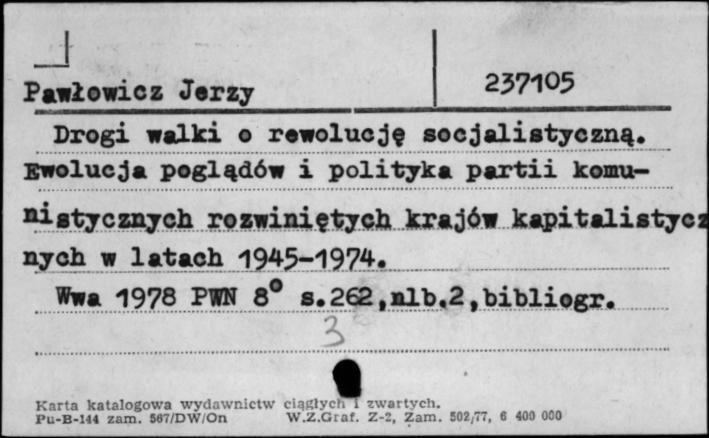 Pawłowicz Jerzy 237105
Drogi walki o rewolucję socjalistyczną.
Ewolucja poglądów i polityka partii komu-
nistycznych rozwiniętych krajów kapitalistycz
nych w latach 1945-1974.
Wwa 1978 PWN 8° s.262,nlb.2,bibliogr.
3
Karta katalogowa wydawnictw ciągłych i zwartych.
Pu-B-144 zam. 567/DW/On W.Z.Graf. Z-2, Zam. 502/77, 6 400 000